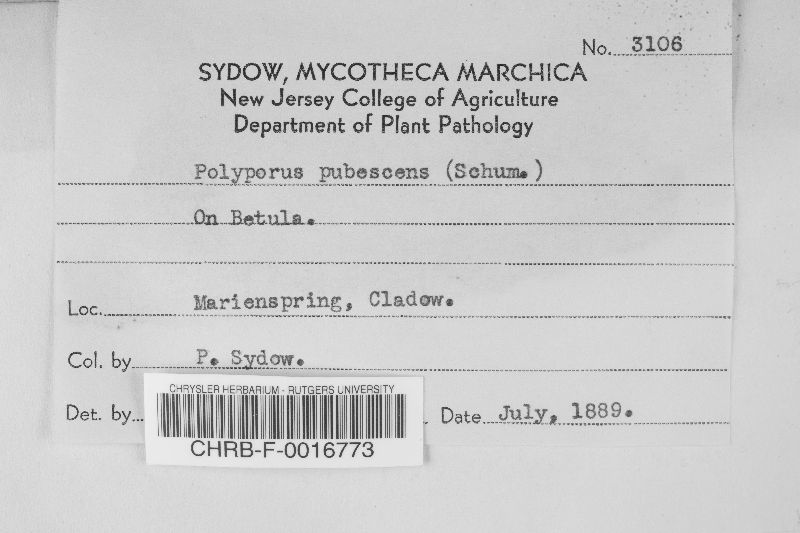 No. 3106
SYDOW, MYCOTHECA MARCHICA
New Jersey College of Agriculture
Department of Plant Pathology
Polyporus pubescens (Schum.)
On Betula.
Loc. Marienspring, Cladow.
Col. by P. Sydow.
Det. by
Date July, 1889.
CHRYSLER HERBARIUM - RUTGERS UNIVERSITY
CHRB-F-0016773